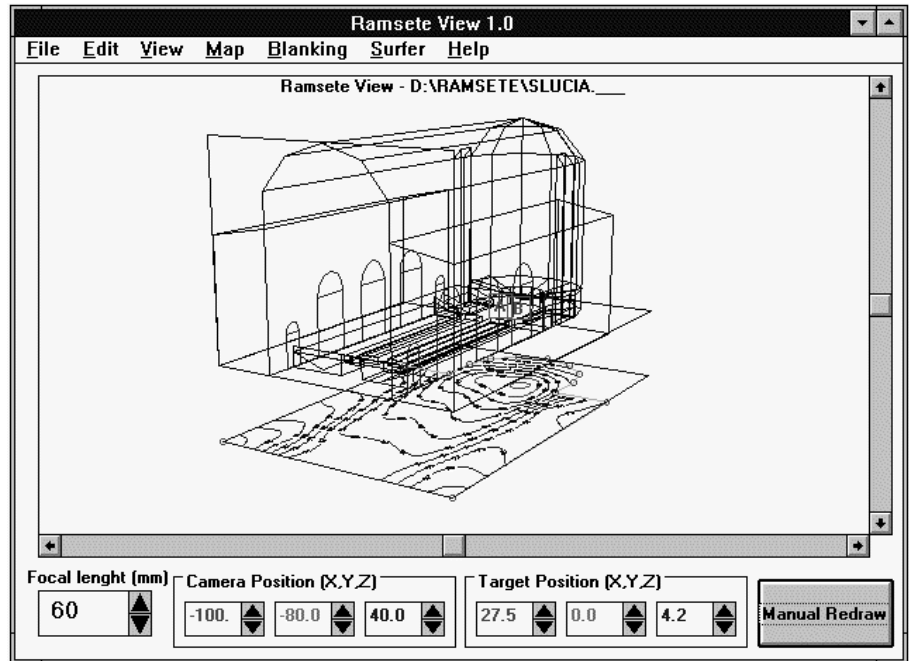 Ramsete View 1.0
File Edit View Map Blanking Surfer Help
Ramsete View - D:\RAMSETE\SLUCIA.___
Focal lenght (mm) Camera Position (X,Y,Z) Target Position (X,Y,Z)
60 -100. -80.0 40.0 27.5 0.0 4.2 Manual Redraw